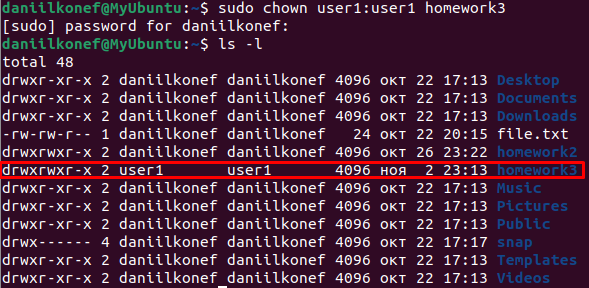 daniilkonef@MyUbuntu:~$ sudo chown user1:user1 homework3
[sudo] password for daniilkonef:
daniilkonef@MyUbuntu:~$ ls -l
total 48
drwxr-xr-x 2 daniilkonef daniilkonef 4096 окт 22 17:13 Desktop
drwxr-xr-x 2 daniilkonef daniilkonef 4096 окт 22 17:13 Documents
drwxr-xr-x 2 daniilkonef daniilkonef 4096 окт 22 17:13 Downloads
-rw-rw-r-- 1 daniilkonef daniilkonef   24 окт 22 20:15 file.txt
drwxrwxr-x 2 daniilkonef daniilkonef 4096 окт 26 23:22 homework2
drwxrwxr-x 2 user1       user1       4096 ноя  2 23:13 homework3
drwxr-xr-x 2 daniilkonef daniilkonef 4096 окт 22 17:13 Music
drwxr-xr-x 2 daniilkonef daniilkonef 4096 окт 22 17:13 Pictures
drwxr-xr-x 2 daniilkonef daniilkonef 4096 окт 22 17:13 Public
drwx------ 4 daniilkonef daniilkonef 4096 окт 22 17:17 snap
drwxr-xr-x 2 daniilkonef daniilkonef 4096 окт 22 17:13 Templates
drwxr-xr-x 2 daniilkonef daniilkonef 4096 окт 22 17:13 Videos